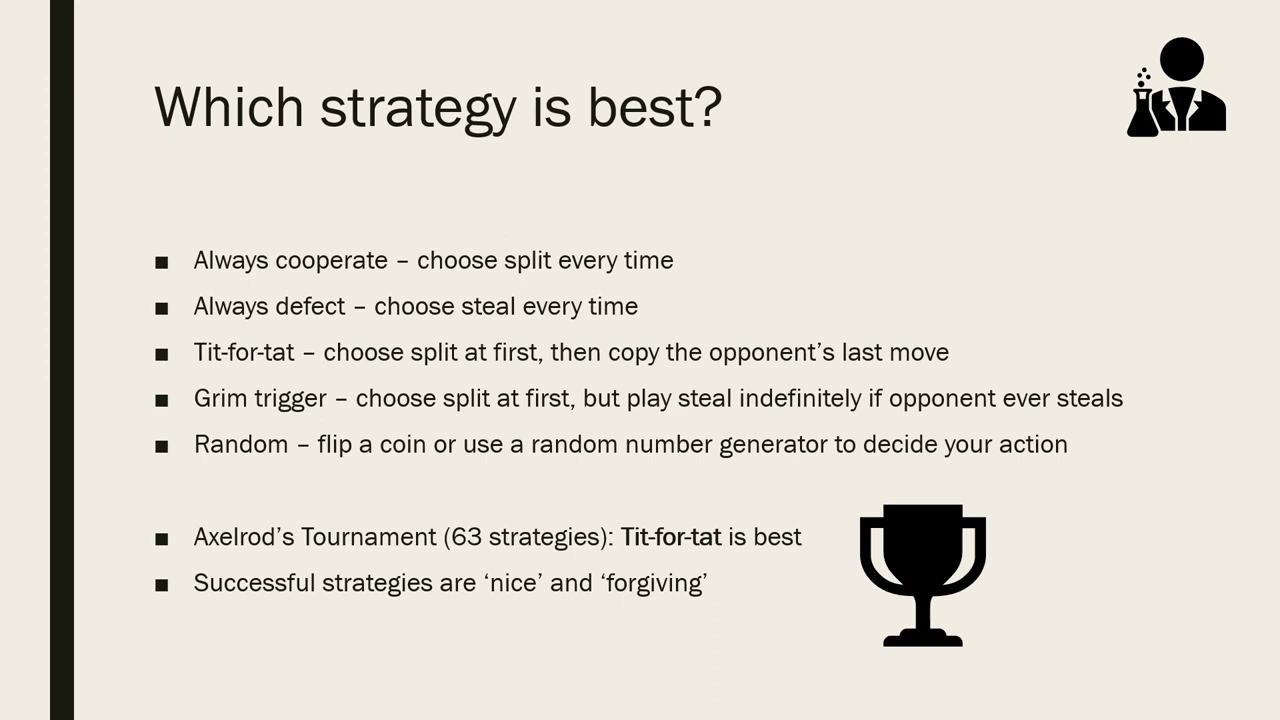 Which strategy is best?
■ Always cooperate – choose split every time
■ Always defect – choose steal every time
■ Tit-for-tat – choose split at first, then copy the opponent’s last move
■ Grim trigger – choose split at first, but play steal indefinitely if opponent ever steals
■ Random – flip a coin or use a random number generator to decide your action
■ Axelrod’s Tournament (63 strategies): Tit-for-tat is best
■ Successful strategies are ‘nice’ and ‘forgiving’